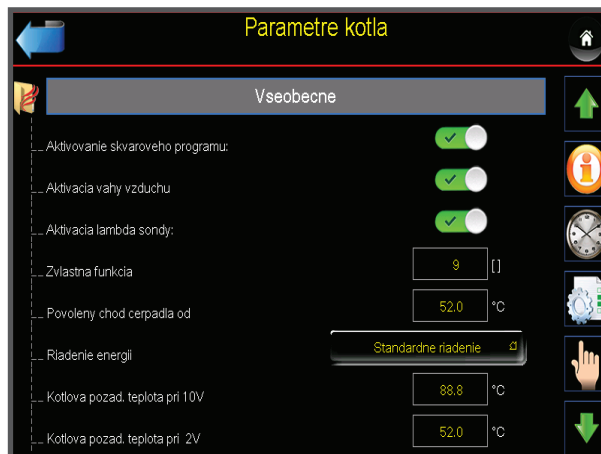 Parametre kotla
Vseobecne
Aktivovanie skvaroveho programu:
Aktivacia vahy vzduchu
Aktivacia lambda sondy:
Zvlastna funkcia 9 []
Povoleny chod cerpadla od 52.0 °C
Riadenie energii Standardne riadenie
Kotlova pozad. teplota pri 10V 88.8 °C
Kotlova pozad. teplota pri 2V 52.0 °C